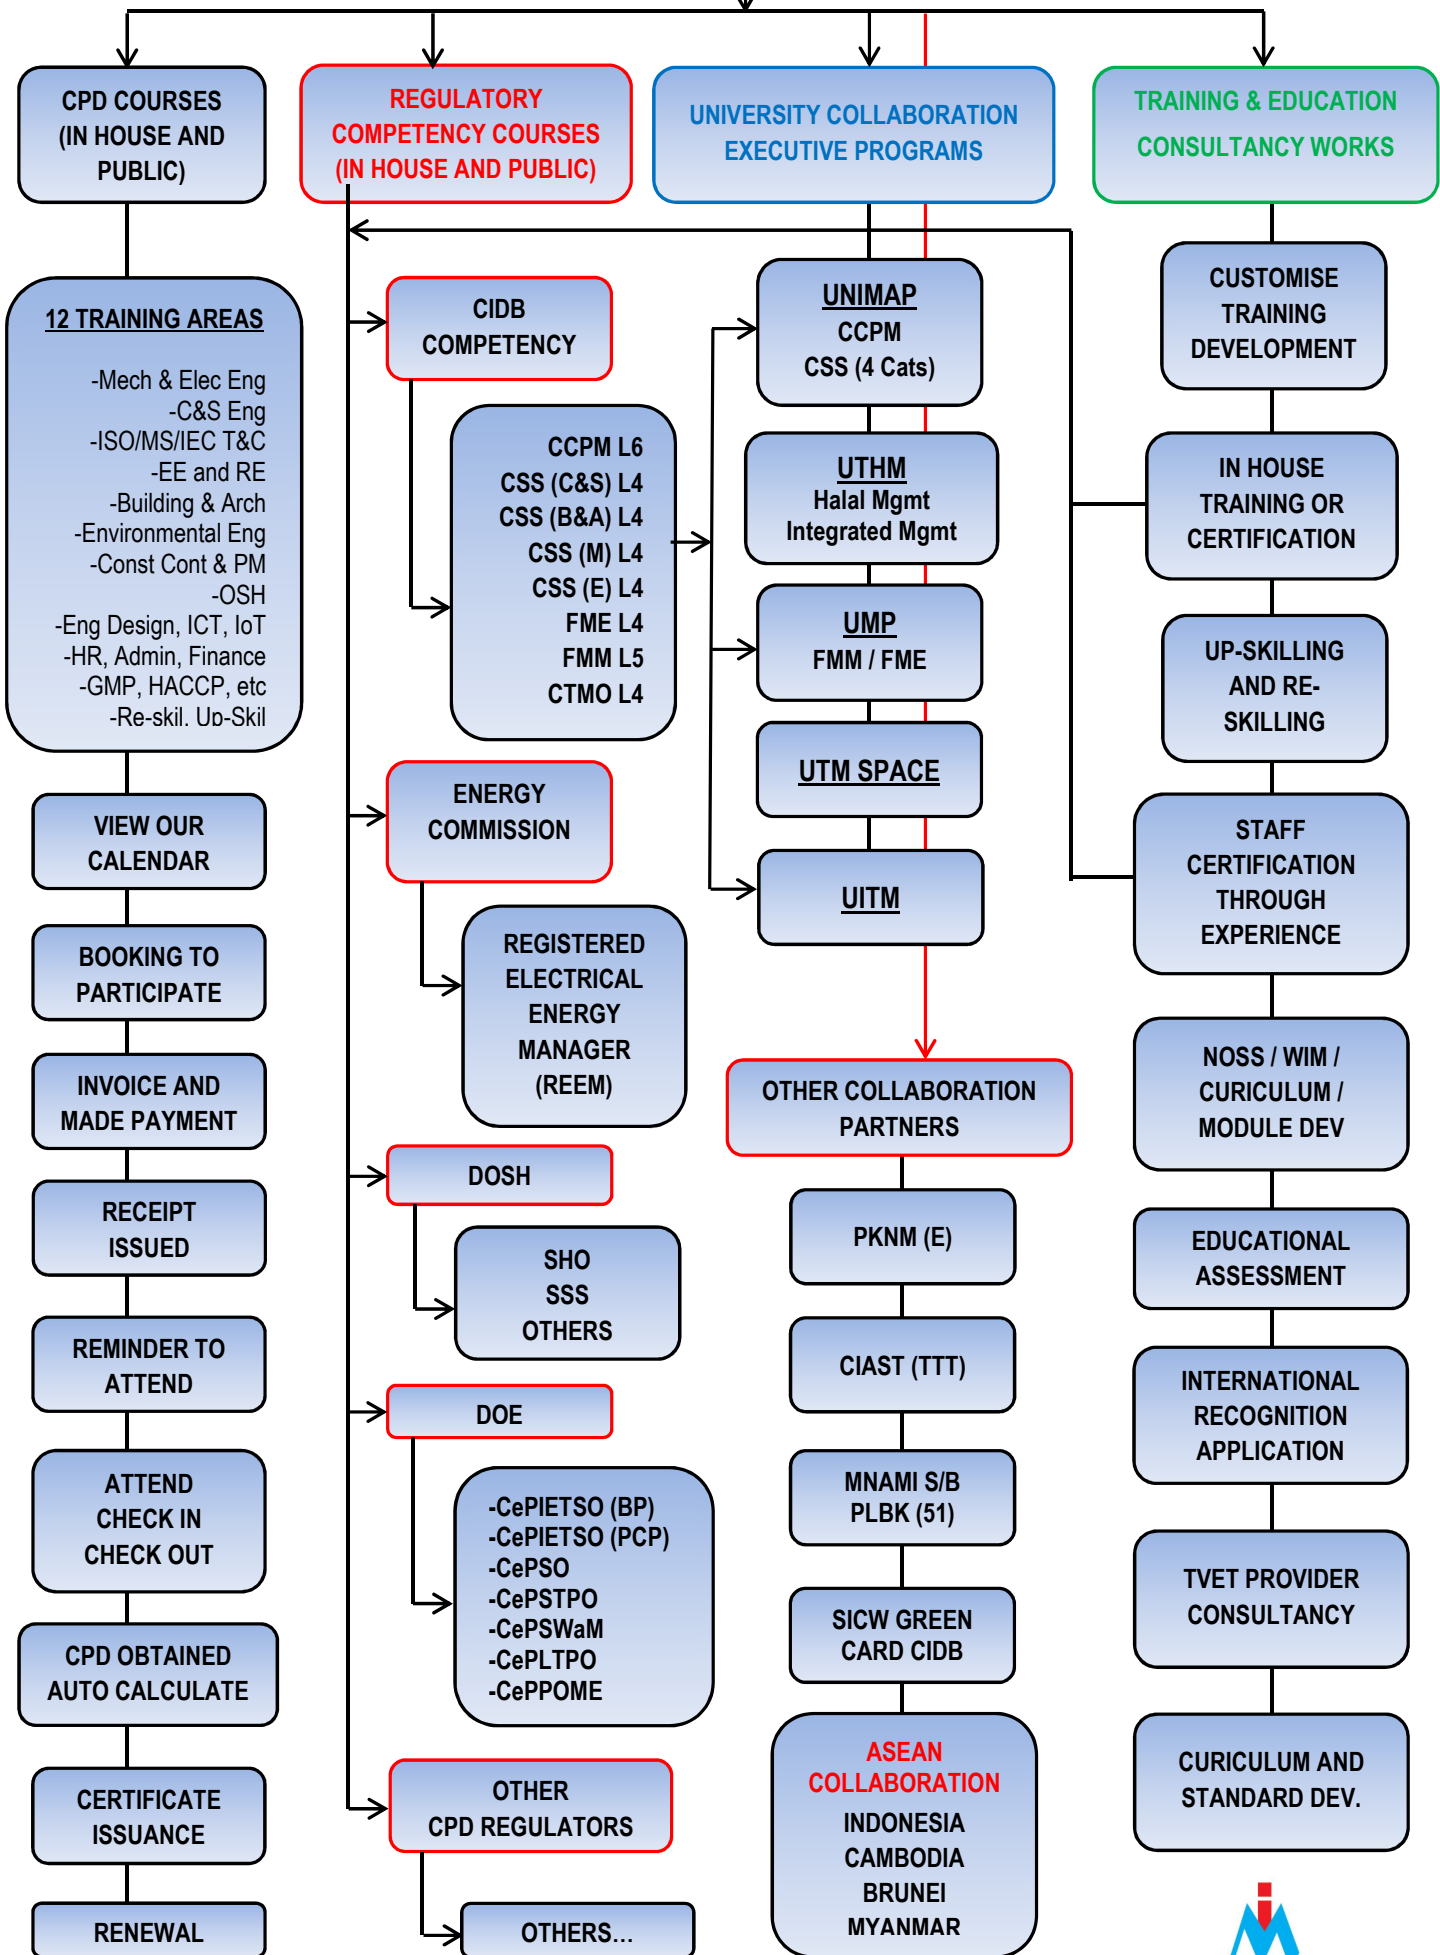 CPD COURSES
(IN HOUSE AND
PUBLIC)
12 TRAINING AREAS
-Mech & Elec Eng
-C&S Eng
-ISO/MS/IEC T&C
-EE and RE
-Building & Arch
-Environmental Eng
-Const Cont & PM
-OSH
-Eng Design, ICT, IoT
-HR, Admin, Finance
-GMP, HACCP, etc
-Re-skil, Up-Skil
VIEW OUR
CALENDAR
BOOKING TO
PARTICIPATE
INVOICE AND
MADE PAYMENT
RECEIPT
ISSUED
REMINDER TO
ATTEND
ATTEND
CHECK IN
CHECK OUT
CPD OBTAINED
AUTO CALCULATE
CERTIFICATE
ISSUANCE
RENEWAL
REGULATORY
COMPETENCY COURSES
(IN HOUSE AND PUBLIC)
CIDB
COMPETENCY
CCPM L6
CSS (C&S) L4
CSS (B&A) L4
CSS (M) L4
CSS (E) L4
FME L4
FMM L5
CTMO L4
ENERGY
COMMISSION
REGISTERED
ELECTRICAL
ENERGY
MANAGER
(REEM)
DOSH
SHO
SSS
OTHERS
DOE
-CePIETSO (BP)
-CePIETSO (PCP)
-CePSO
-CePSTPO
-CePSWaM
-CePLTPO
-CePPOME
OTHER
CPD REGULATORS
OTHERS...
UNIVERSITY COLLABORATION
EXECUTIVE PROGRAMS
UNIMAP
CCPM
CSS (4 Cats)
UTHM
Halal Mgmt
Integrated Mgmt
UMP
FMM / FME
UTM SPACE
UITM
OTHER COLLABORATION
PARTNERS
PKNM (E)
CIAST (TTT)
MNAMI S/B
PLBK (51)
SICW GREEN
CARD CIDB
ASEAN
COLLABORATION
INDONESIA
CAMBODIA
BRUNEI
MYANMAR
TRAINING & EDUCATION
CONSULTANCY WORKS
CUSTOMISE
TRAINING
DEVELOPMENT
IN HOUSE
TRAINING OR
CERTIFICATION
UP-SKILLING
AND RE-
SKILLING
STAFF
CERTIFICATION
THROUGH
EXPERIENCE
NOSS / WIM /
CURICULUM /
MODULE DEV
EDUCATIONAL
ASSESSMENT
INTERNATIONAL
RECOGNITION
APPLICATION
TVET PROVIDER
CONSULTANCY
CURICULUM AND
STANDARD DEV.